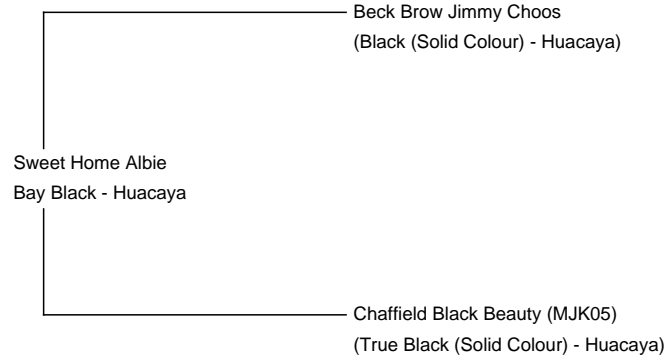 Beck Brow Jimmy Choos
(Black (Solid Colour) - Huacaya)
Sweet Home Albie
Bay Black - Huacaya
Chaffield Black Beauty (MJK05)
(True Black (Solid Colour) - Huacaya)